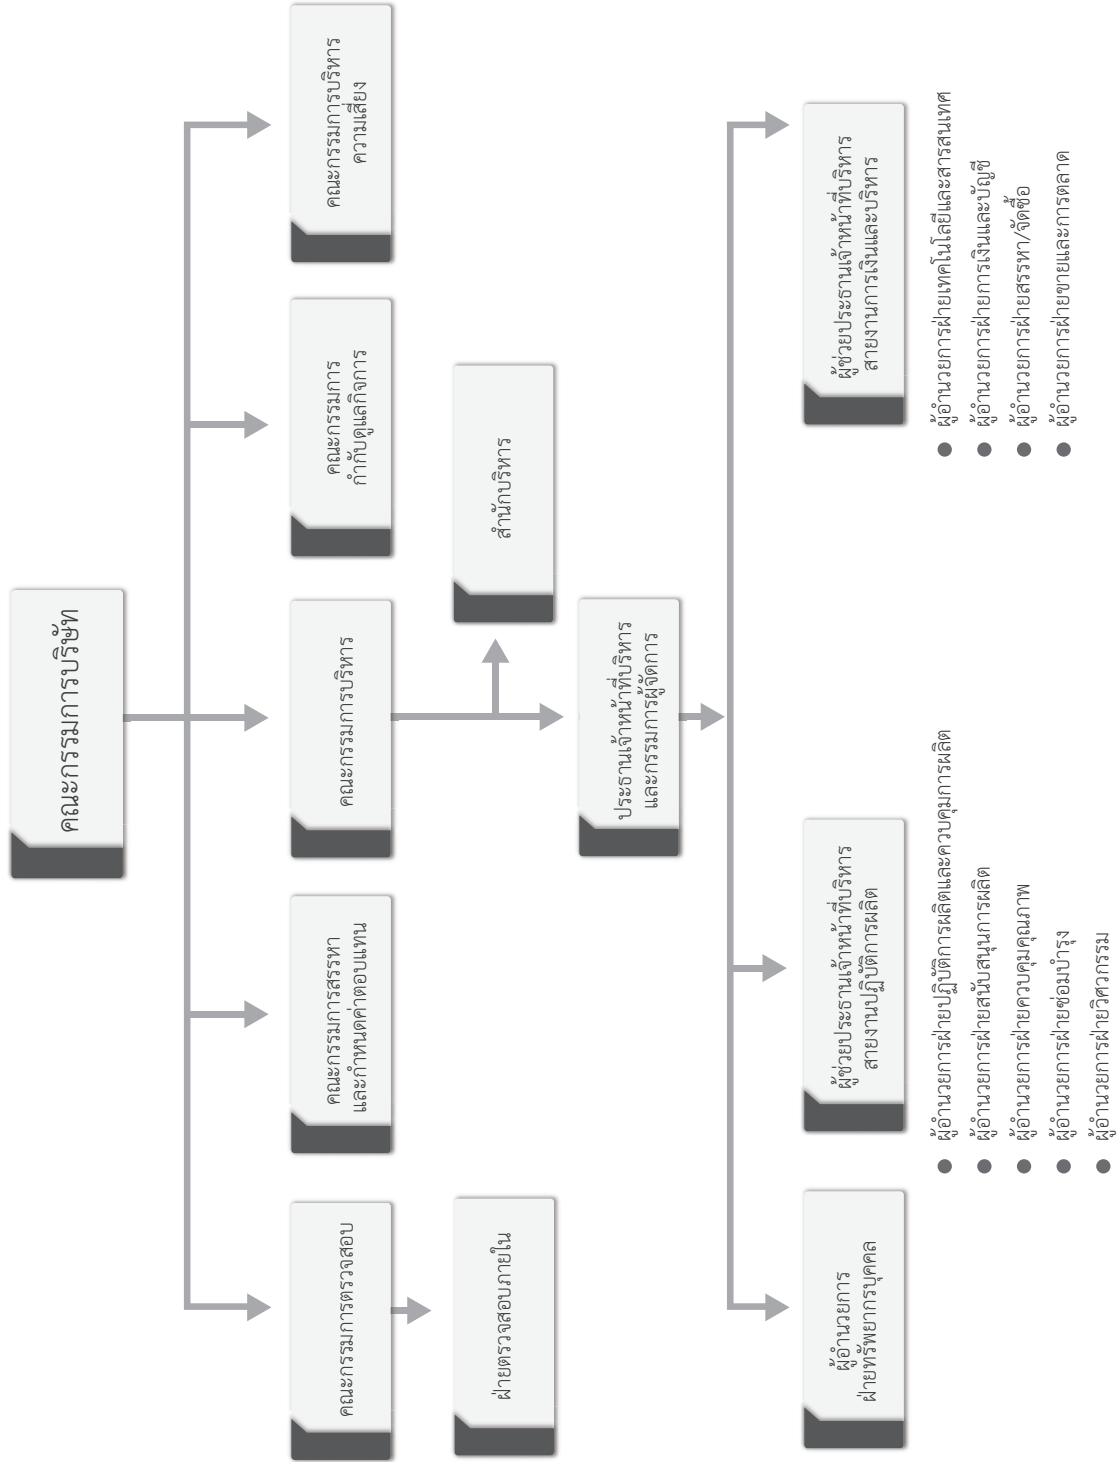 คณะกรรมการบริษัท
คณะกรรมการตรวจสอบ
คณะกรรมการสรรหา
และกำหนดค่าตอบแทน
คณะกรรมการบริหาร
คณะกรรมการ
กำกับดูแลกิจการ
คณะกรรมการบริหาร
ความเสี่ยง
ฝ่ายตรวจสอบภายใน
สำนักบริหาร
ประธานเจ้าหน้าที่บริหาร
และกรรมการผู้จัดการ
ผู้อำนวยการ
ฝ่ายทรัพยากรบุคคล
ผู้ช่วยประธานเจ้าหน้าที่บริหาร
สายงานปฏิบัติการผลิต
● ผู้อำนวยการฝ่ายปฏิบัติการผลิตและควบคุมการผลิต
● ผู้อำนวยการฝ่ายสนับสนุนการผลิต
● ผู้อำนวยการฝ่ายควบคุมคุณภาพ
● ผู้อำนวยการฝ่ายซ่อมบำรุง
● ผู้อำนวยการฝ่ายวิศวกรรม
ผู้ช่วยประธานเจ้าหน้าที่บริหาร
สายงานการเงินและบริหาร
● ผู้อำนวยการฝ่ายเทคโนโลยีและสารสนเทศ
● ผู้อำนวยการฝ่ายการเงินและบัญชี
● ผู้อำนวยการฝ่ายสรรหา/จัดซื้อ
● ผู้อำนวยการฝ่ายขายและการตลาด